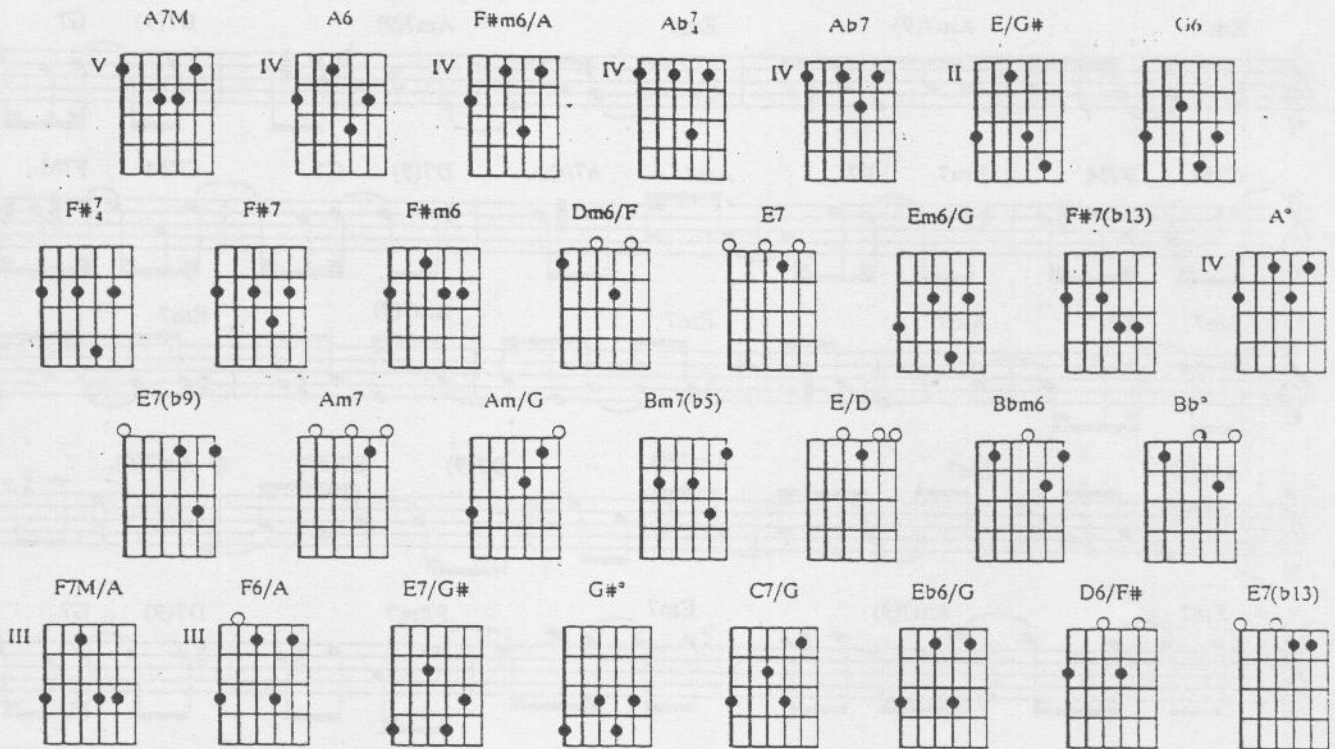 A7M A6 F#m6/A Ab7/4 Ab7 E/G# G6
V IV IV IV IV II
F#7/4 F#7 F#m6 Dm6/F E7 Em6/G F#7(b13) A°
IV
E7(b9) Am7 Am/G Bm7(b5) E/D Bbm6 Bb°
F7M/A F6/A E7/G# G#° C7/G Eb6/G D6/F# E7(b13)
III III